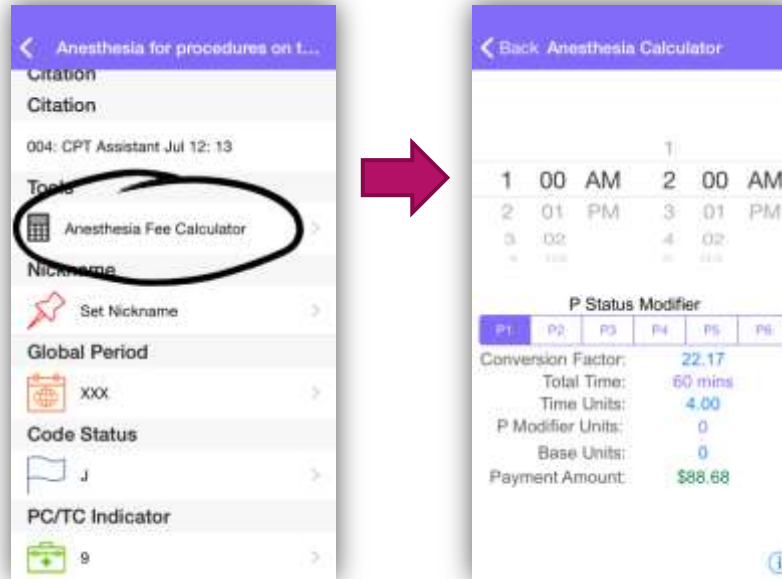 Anesthesia for procedures on t...
Citation
Citation
004: CPT Assistant Jul 12: 13
Tools
Anesthesia Fee Calculator
Nickname
Set Nickname
Global Period
XXX
Code Status
J
PC/TC Indicator
9
Back Anesthesia Calculator
1
1 00 AM 2 00 AM
2 01 PM 3 01 PM
3 02 4 02
P Status Modifier
P1 P2 P3 P4 P5 P6
Conversion Factor: 22.17
Total Time: 60 mins
Time Units: 4.00
P Modifier Units: 0
Base Units: 0
Payment Amount: $88.68